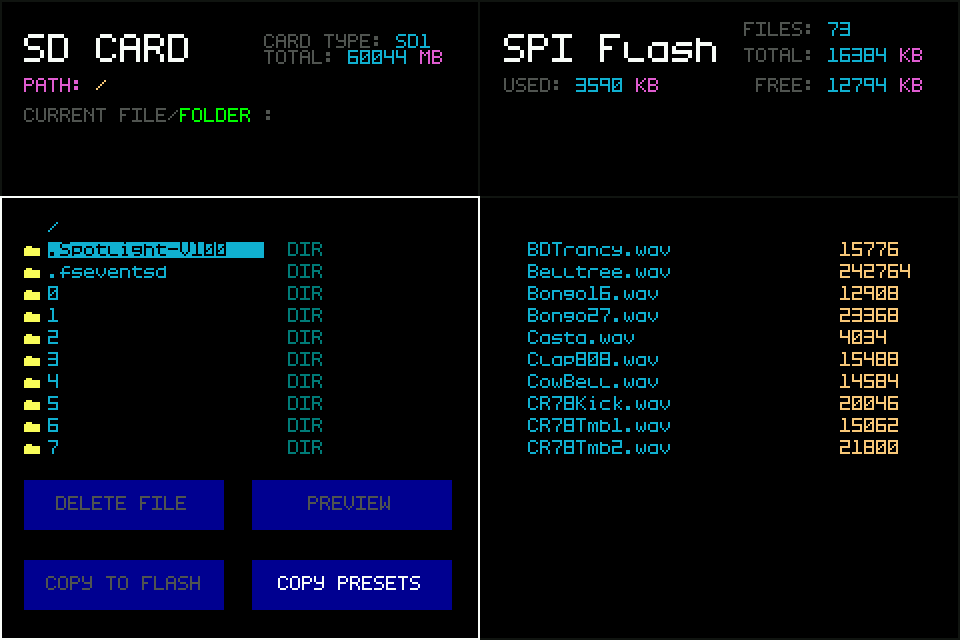 SD CARD
CARD TYPE: SD1
TOTAL: 60044 MB
PATH: /
CURRENT FILE/FOLDER :
/
.Spotlight-V100 DIR
.fseventsd DIR
0 DIR
1 DIR
2 DIR
3 DIR
4 DIR
5 DIR
6 DIR
7 DIR
DELETE FILE PREVIEW
COPY TO FLASH COPY PRESETS
SPI Flash
FILES: 73
TOTAL: 16384 KB
USED: 3590 KB FREE: 12794 KB
BDTrancy.wav 15776
Belltree.wav 242764
Bongo16.wav 12908
Bongo27.wav 23368
Casta.wav 4034
Clap808.wav 15488
CowBell.wav 14584
CR78Kick.wav 20046
CR78Tmb1.wav 15062
CR78Tmb2.wav 21800